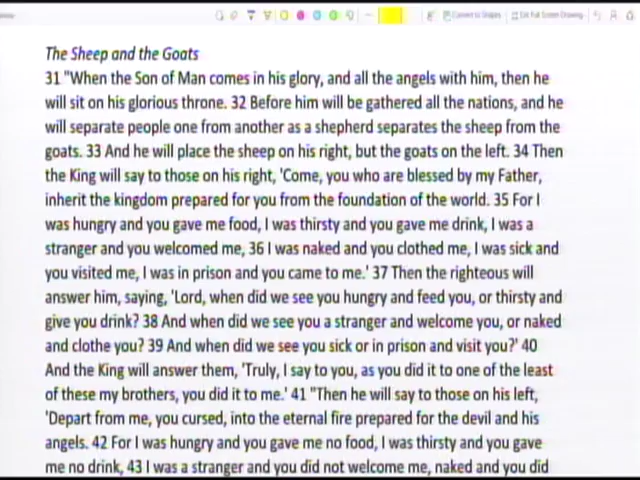 Convert to Shapes
The Sheep and the Goats
31 "When the Son of Man comes in his glory, and all the angels with him, then he
will sit on his glorious throne. 32 Before him will be gathered all the nations, and he
will separate people one from another as a shepherd separates the sheep from the
goats. 33 And he will place the sheep on his right, but the goats on the left. 34 Then
the King will say to those on his right, 'Come, you who are blessed by my Father,
inherit the kingdom prepared for you from the foundation of the world. 35 For I
was hungry and you gave me food, I was thirsty and you gave me drink, I was a
stranger and you welcomed me, 36 I was naked and you clothed me, I was sick and
you visited me, I was in prison and you came to me.' 37 Then the righteous will
answer him, saying, 'Lord, when did we see you hungry and feed you, or thirsty and
give you drink? 38 And when did we see you a stranger and welcome you, or naked
and clothe you? 39 And when did we see you sick or in prison and visit you?' 40
And the King will answer them, 'Truly, I say to you, as you did it to one of the least
of these my brothers, you did it to me.' 41 "Then he will say to those on his left,
'Depart from me, you cursed, into the eternal fire prepared for the devil and his
angels. 42 For I was hungry and you gave me no food, I was thirsty and you gave
me no drink, 43 I was a stranger and you did not welcome me, naked and you did